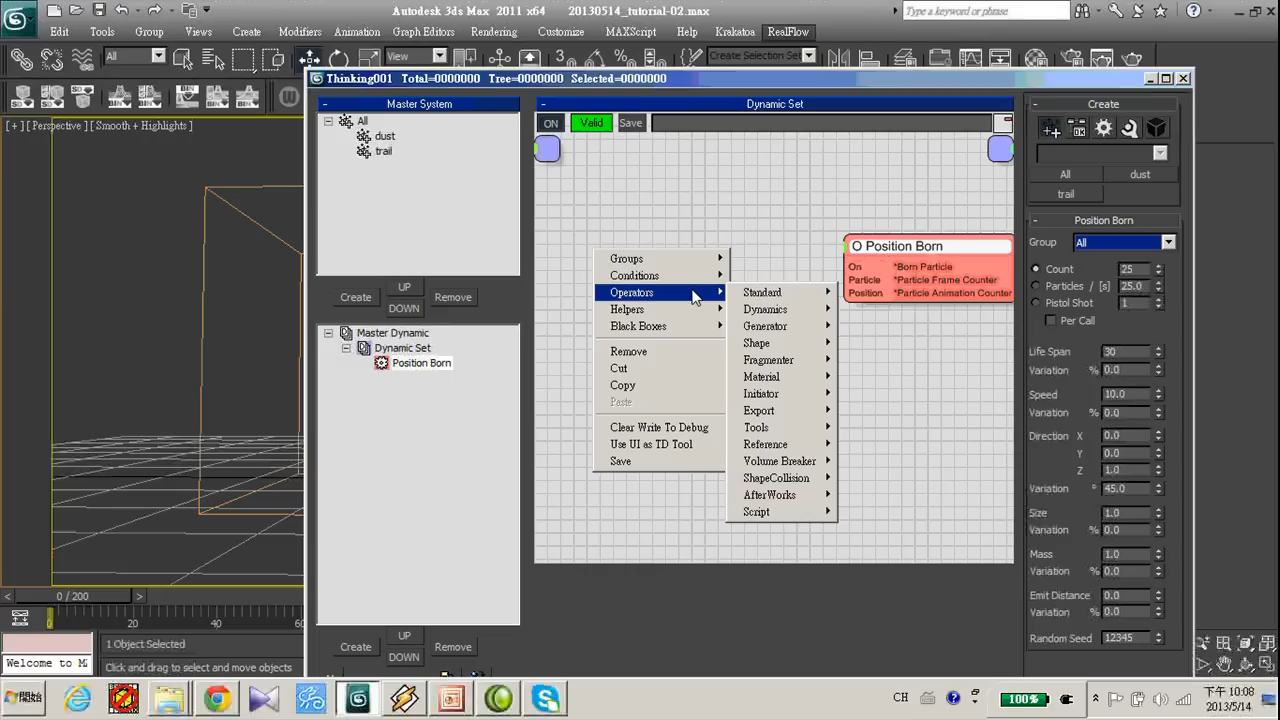 Autodesk 3ds Max 2011 x64 20130514_tutorial-02.max
Type a keyword or phrase
Edit Tools Group Views Create Modifiers Animation Graph Editors Rendering Customize MAXScript Help Krakatoa RealFlow
All View Create Selection Se
Thinking001 Total=0000000 Tree=0000000 Selected=0000000
Master System
Dynamic Set
Create
[ + ] [ Perspective ] [ Smooth + Highlights ]
All
dust
trail
ON Valid Save
All dust
trail
Position Born
Group All
O Position Born
On *Born Particle
Particle *Particle Frame Counter
Position *Particle Animation Counter
Groups
Conditions
Operators
Helpers
Black Boxes
Remove
Cut
Copy
Paste
Clear Write To Debug
Use UI as TD Tool
Save
Standard
Dynamics
Generator
Shape
Fragmenter
Material
Initiator
Export
Tools
Reference
Volume Breaker
ShapeCollision
AfterWorks
Script
Count 25
Particles / [s] 25.0
Pistol Shot
Per Call
Life Span 30
Variation % 0.0
Speed 10.0
Variation % 0.0
Direction X 0.0
Y 0.0
Z 1.0
Variation ° 45.0
Size 1.0
Variation % 0.0
Mass 1.0
Variation % 0.0
Emit Distance 0.0
Variation % 0.0
Random Seed 12345
Create UP Remove
DOWN
Master Dynamic
Dynamic Set
Position Born
Create UP Remove
DOWN
< 0 / 200 >
0 20 40
1 Object Selected
Welcome to M Click and drag to select and move objects
開始
CH 100%
下午 10:08
2013/5/14